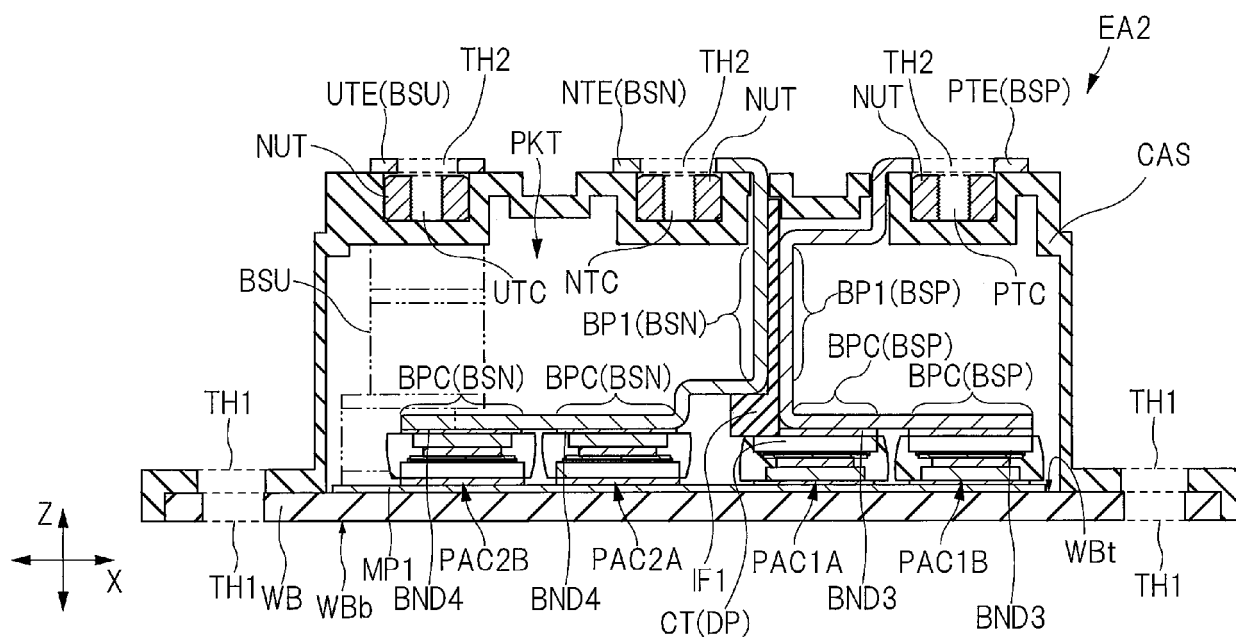 EA2
TH2
TH2
TH2
UTE(BSU)
NTE(BSN)
NUT
NUT
PTE(BSP)
NUT
PKT
CAS
BSU
UTC
NTC
PTC
BP1(BSN)
BP1(BSP)
BPC(BSP)
BPC(BSN)
BPC(BSN)
BPC(BSP)
TH1
TH1
Z
X
TH1
WB
WBb
MP1
PAC2B
BND4
BND4
PAC2A
IF1
CT(DP)
PAC1A
BND3
PAC1B
BND3
WBt
TH1